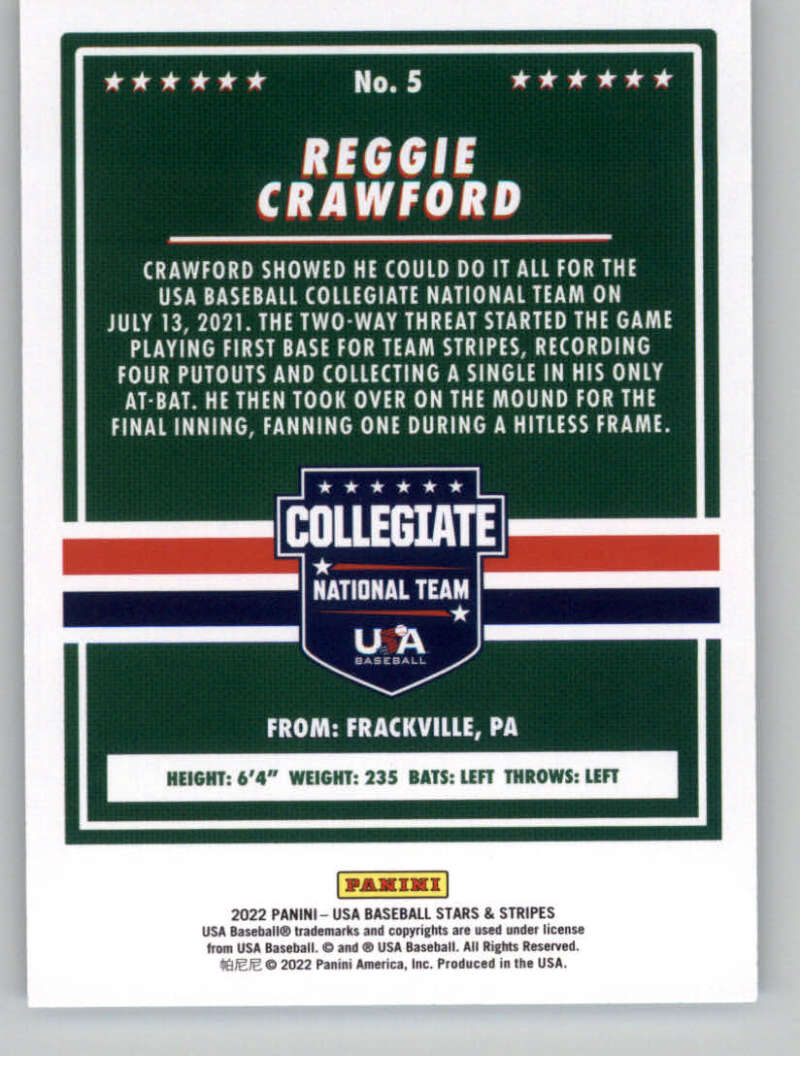 No. 5
REGGIE
CRAWFORD
CRAWFORD SHOWED HE COULD DO IT ALL FOR THE
USA BASEBALL COLLEGIATE NATIONAL TEAM ON
JULY 13, 2021. THE TWO-WAY THREAT STARTED THE GAME
PLAYING FIRST BASE FOR TEAM STRIPES, RECORDING
FOUR PUTOUTS AND COLLECTING A SINGLE IN HIS ONLY
AT-BAT. HE THEN TOOK OVER ON THE MOUND FOR THE
FINAL INNING, FANNING ONE DURING A HITLESS FRAME.
COLLEGIATE
NATIONAL TEAM
USA
BASEBALL
FROM: FRACKVILLE, PA
HEIGHT: 6'4" WEIGHT: 235 BATS: LEFT THROWS: LEFT
PANINI
2022 PANINI – USA BASEBALL STARS & STRIPES
USA Baseball® trademarks and copyrights are used under license
from USA Baseball. © and ® USA Baseball. All Rights Reserved.
帕尼尼 © 2022 Panini America, Inc. Produced in the USA.